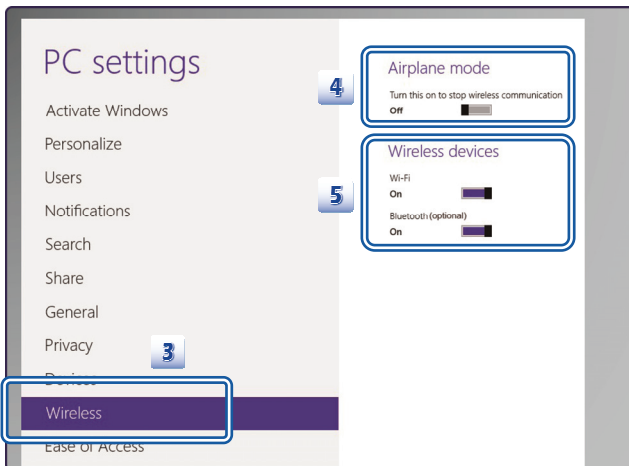 PC settings
Activate Windows
Personalize
Users
Notifications
Search
Share
General
Privacy
3
Devices
Wireless
Ease of Access
4
Airplane mode
Turn this on to stop wireless communication
Off
5
Wireless devices
Wi-Fi
On
Bluetooth (optional)
On